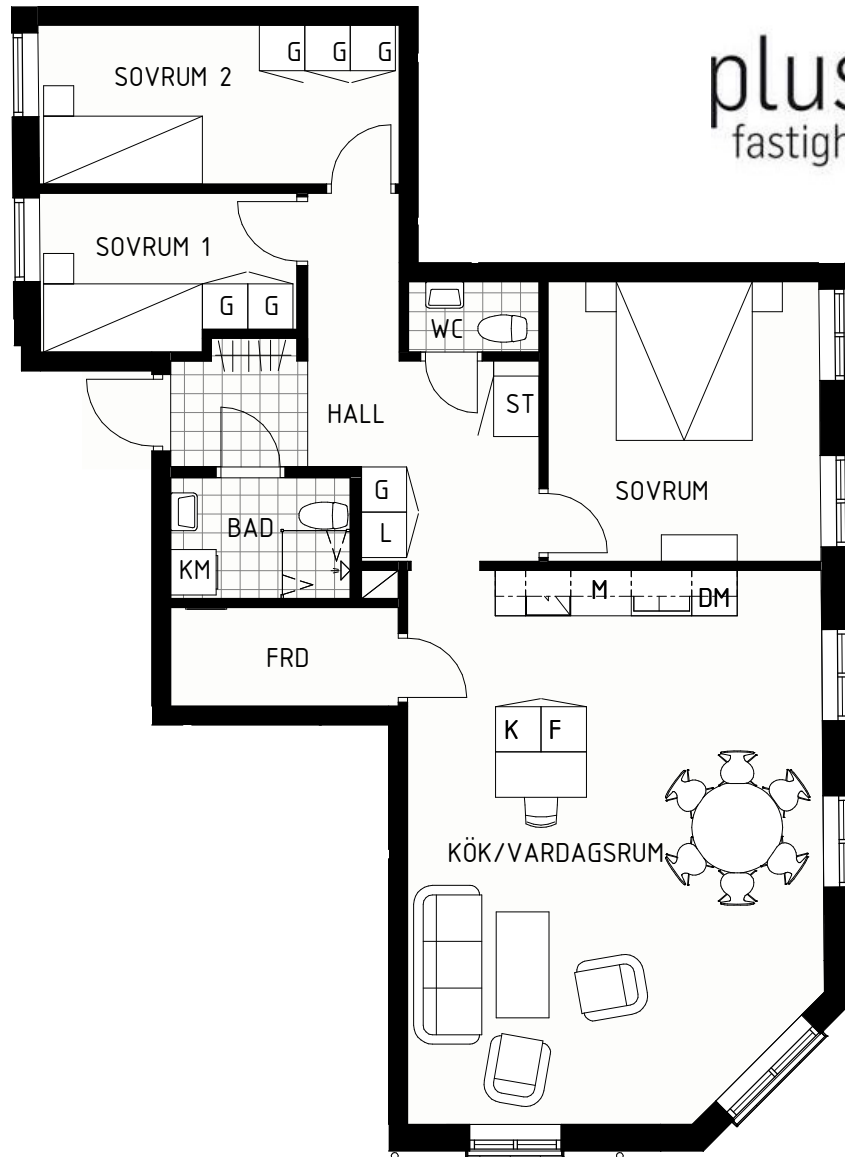 plus
fastigh
G G G
SOVRUM 2
SOVRUM 1
G G
WC
ST
HALL
SOVRUM
G
L
BAD
KM
M
DM
FRD
K F
KÖK/VARDAGSRUM